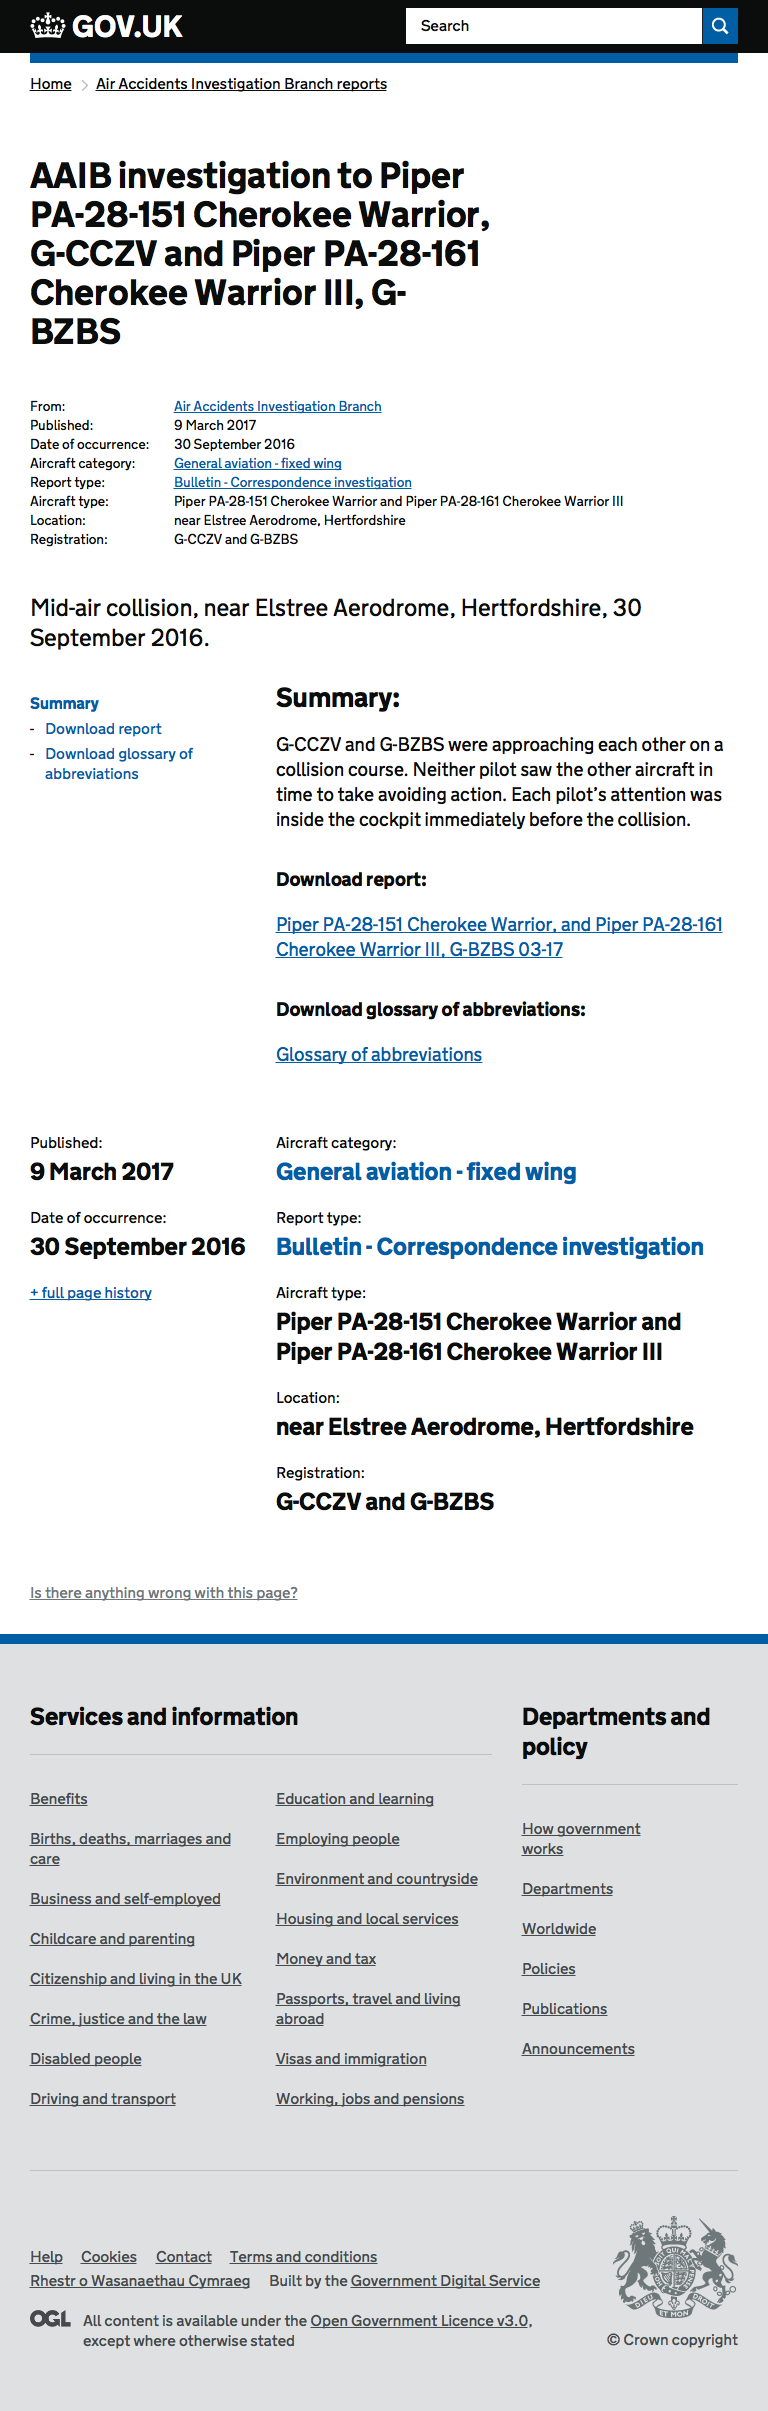 GOV.UK
Search
Home
Air Accidents Investigation Branch reports
AAIB investigation to Piper
PA-28-151 Cherokee Warrior,
G-CCZV and Piper PA-28-161
Cherokee Warrior III, G-
BZBS
From: Air Accidents Investigation Branch
Published: 9 March 2017
Date of occurrence: 30 September 2016
Aircraft category: General aviation - fixed wing
Report type: Bulletin - Correspondence investigation
Aircraft type: Piper PA-28-151 Cherokee Warrior and Piper PA-28-161 Cherokee Warrior III
Location: near Elstree Aerodrome, Hertfordshire
Registration: G-CCZV and G-BZBS
Mid-air collision, near Elstree Aerodrome, Hertfordshire, 30
September 2016.
Summary
- Download report
- Download glossary of
abbreviations
Summary:
G-CCZV and G-BZBS were approaching each other on a
collision course. Neither pilot saw the other aircraft in
time to take avoiding action. Each pilot’s attention was
inside the cockpit immediately before the collision.
Download report:
Piper PA-28-151 Cherokee Warrior, and Piper PA-28-161
Cherokee Warrior III, G-BZBS 03-17
Download glossary of abbreviations:
Glossary of abbreviations
Published:
9 March 2017
Date of occurrence:
30 September 2016
+ full page history
Aircraft category:
General aviation - fixed wing
Report type:
Bulletin - Correspondence investigation
Aircraft type:
Piper PA-28-151 Cherokee Warrior and
Piper PA-28-161 Cherokee Warrior III
Location:
near Elstree Aerodrome, Hertfordshire
Registration:
G-CCZV and G-BZBS
Is there anything wrong with this page?
Services and information
Benefits
Births, deaths, marriages and
care
Business and self-employed
Childcare and parenting
Citizenship and living in the UK
Crime, justice and the law
Disabled people
Driving and transport
Education and learning
Employing people
Environment and countryside
Housing and local services
Money and tax
Passports, travel and living
abroad
Visas and immigration
Working, jobs and pensions
Departments and
policy
How government
works
Departments
Worldwide
Policies
Publications
Announcements
Help Cookies Contact Terms and conditions
Rhestr o Wasanaethau Cymraeg Built by the Government Digital Service
OGL All content is available under the Open Government Licence v3.0,
except where otherwise stated
DIEU ET MON DROIT
© Crown copyright